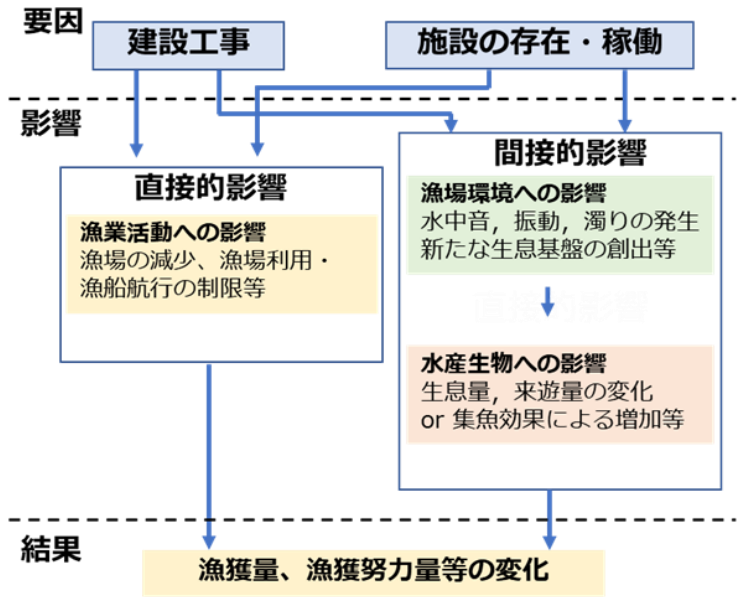 要因
建設工事
施設の存在・稼働
影響
直接的影響
漁業活動への影響
漁場の減少、漁場利用・
漁船航行の制限等
間接的影響
漁場環境への影響
水中音，振動，濁りの発生
新たな生息基盤の創出等
直接的影響
水産生物への影響
生息量，来遊量の変化
or 集魚効果による増加等
結果
漁獲量、漁獲努力量等の変化